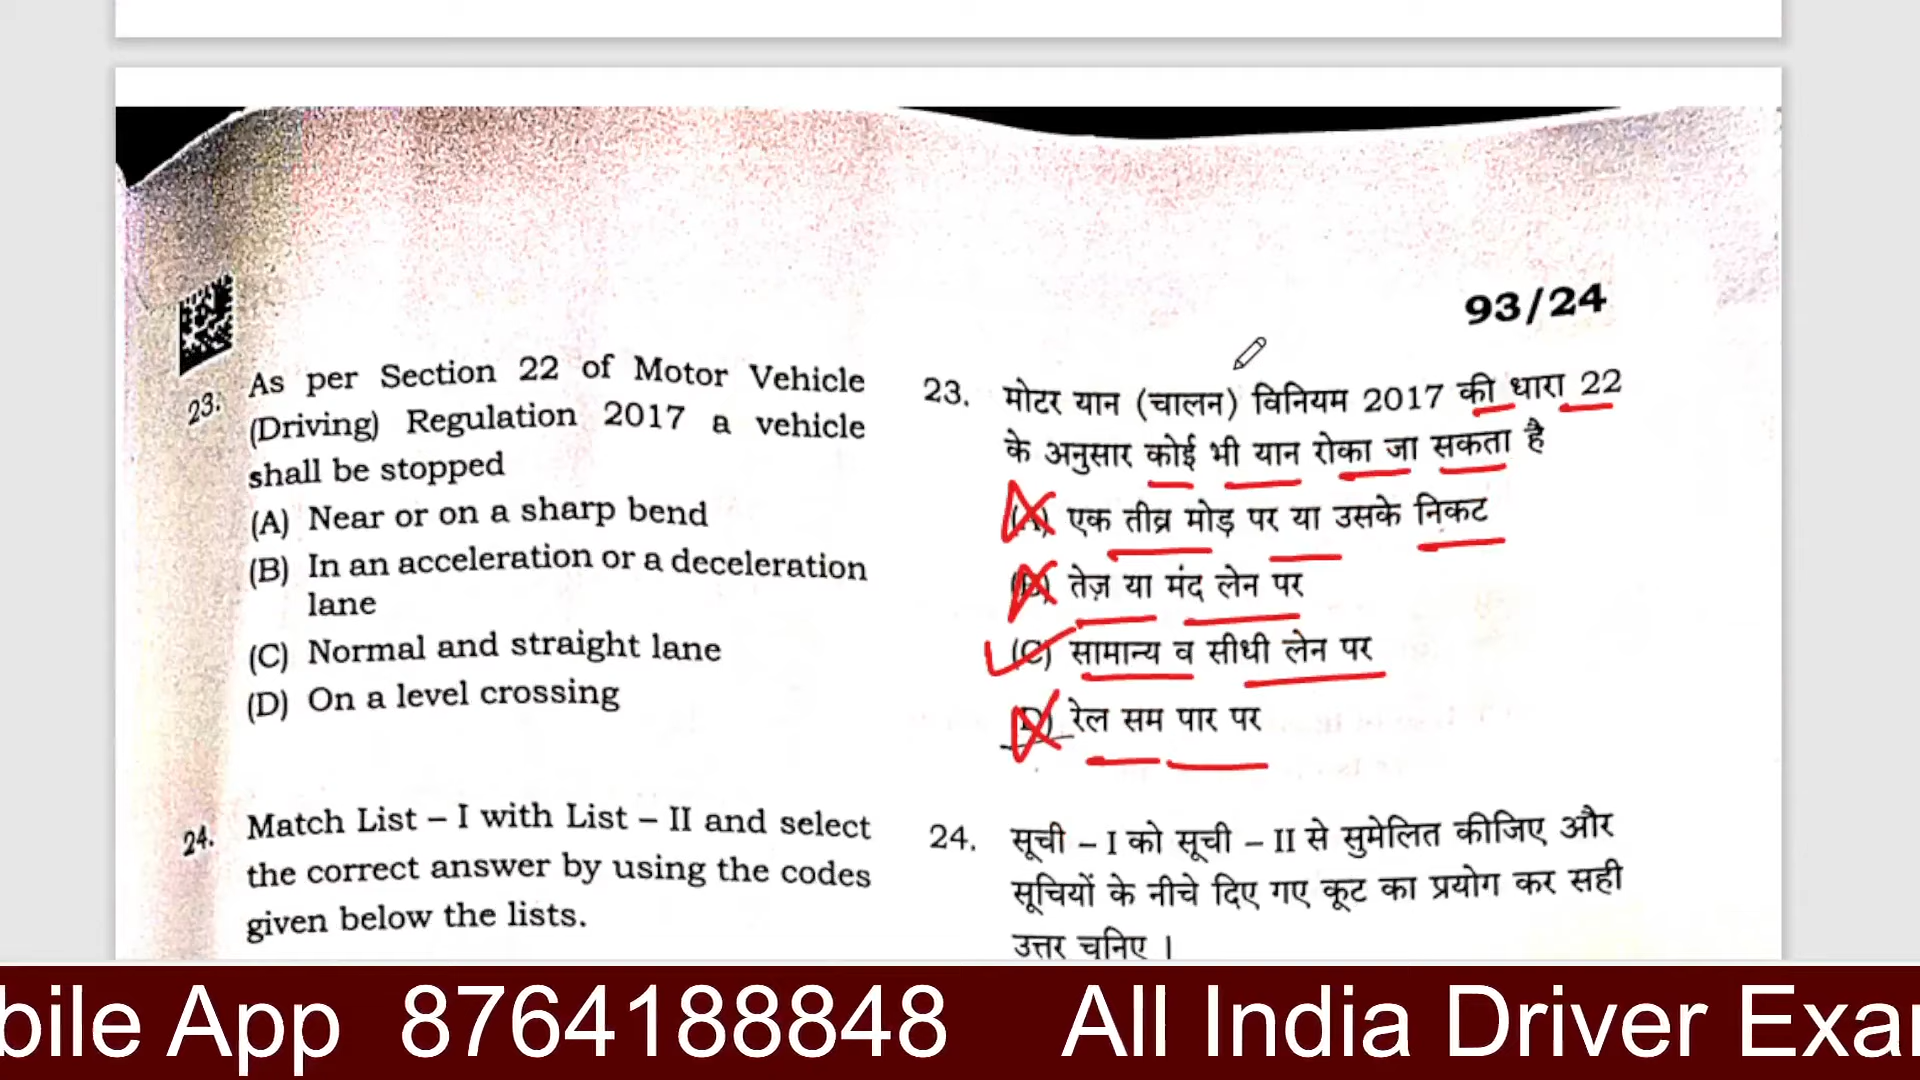 93/24
23. As per Section 22 of Motor Vehicle
(Driving) Regulation 2017 a vehicle
shall be stopped
(A) Near or on a sharp bend
(B) In an acceleration or a deceleration
lane
(C) Normal and straight lane
(D) On a level crossing
24. Match List – I with List – II and select
the correct answer by using the codes
given below the lists.
23. मोटर यान (चालन) विनियम 2017 की धारा 22
के अनुसार कोई भी यान रोका जा सकता है
(A) एक तीव्र मोड़ पर या उसके निकट
(B) तेज़ या मंद लेन पर
(C) सामान्य व सीधी लेन पर
(D) रेल सम पार पर
24. सूची – I को सूची – II से सुमेलित कीजिए और
सूचियों के नीचे दिए गए कूट का प्रयोग कर सही
उत्तर चुनिए ।
bile App 8764188848 All India Driver Exa